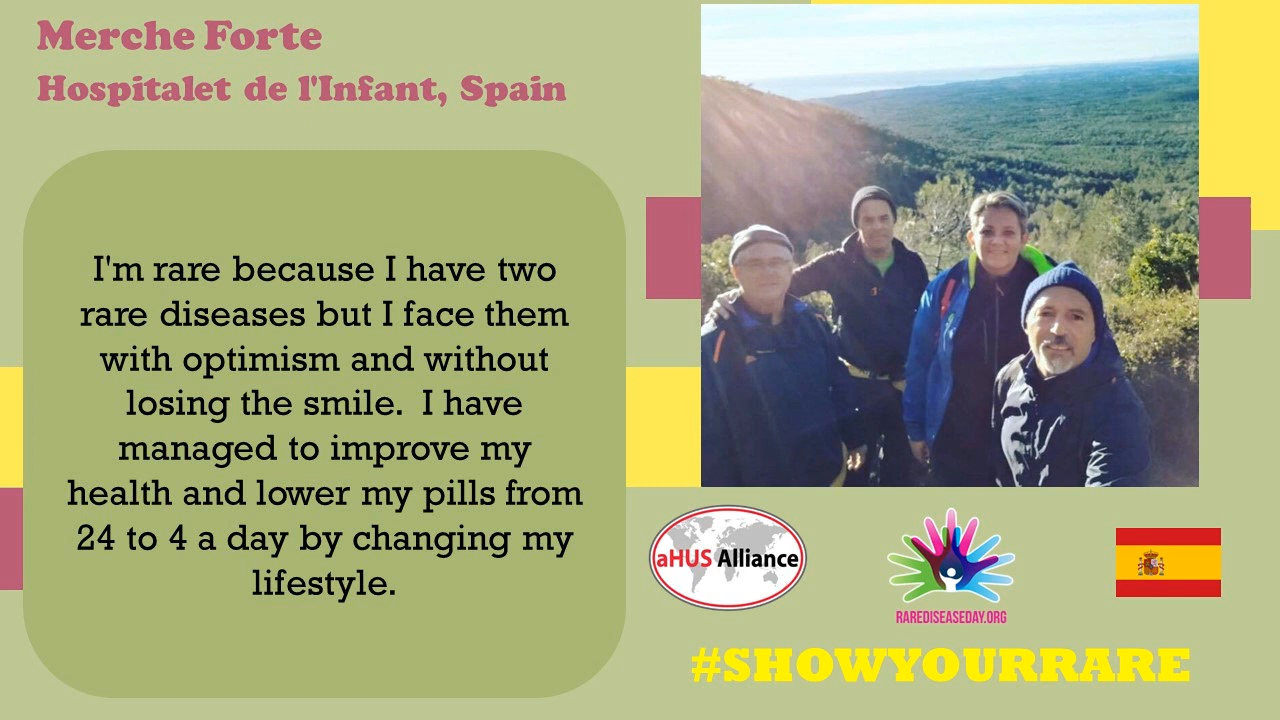 Merche Forte
Hospitalet de l'Infant, Spain
I'm rare because I have two
rare diseases but I face them
with optimism and without
losing the smile.  I have
managed to improve my
health and lower my pills from
24 to 4 a day by changing my
lifestyle.
aHUS Alliance
RAREDISEASEDAY.ORG
#SHOWYOURRARE